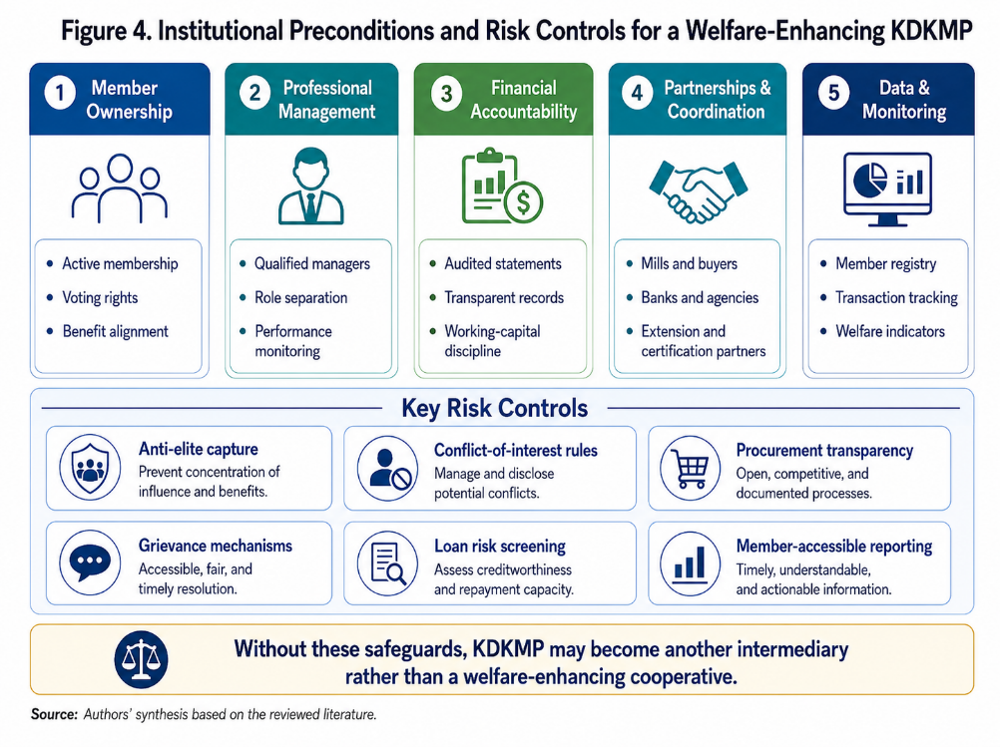 Figure 4. Institutional Preconditions and Risk Controls for a Welfare-Enhancing KDKMP
1
Member
Ownership
• Active membership
• Voting rights
• Benefit alignment
2
Professional
Management
• Qualified managers
• Role separation
• Performance
monitoring
3
Financial
Accountability
$
• Audited statements
• Transparent records
• Working-capital
discipline
4
Partnerships &
Coordination
• Mills and buyers
• Banks and agencies
• Extension and
certification partners
5
Data &
Monitoring
• Member registry
• Transaction tracking
• Welfare indicators
Key Risk Controls
Anti-elite capture
Prevent concentration of
influence and benefits.
Conflict-of-interest rules
Manage and disclose
potential conflicts.
Procurement transparency
Open, competitive, and
documented processes.
Grievance mechanisms
Accessible, fair, and
timely resolution.
Loan risk screening
Assess creditworthiness
and repayment capacity.
Member-accessible reporting
Timely, understandable,
and actionable information.
Without these safeguards, KDKMP may become another intermediary
rather than a welfare-enhancing cooperative.
Source: Authors' synthesis based on the reviewed literature.